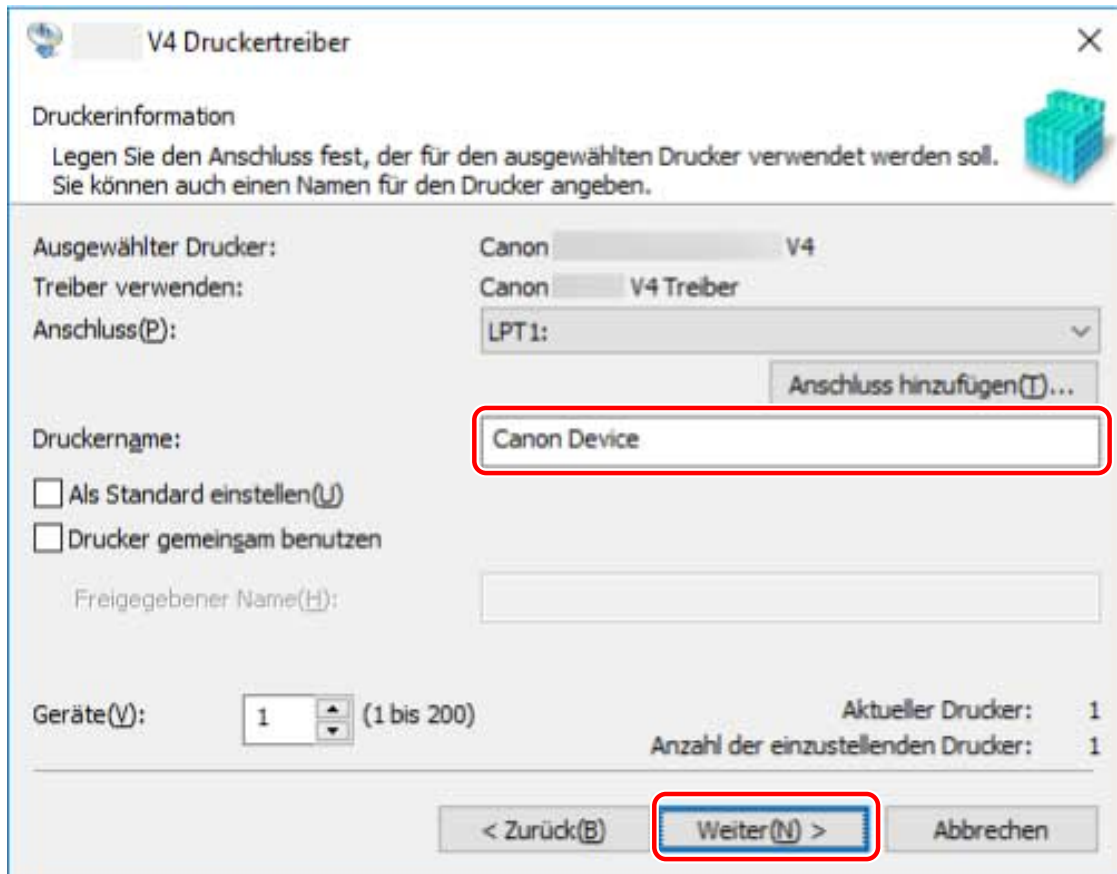 V4 Druckertreiber
Druckerinformation
Legen Sie den Anschluss fest, der für den ausgewählten Drucker verwendet werden soll.
Sie können auch einen Namen für den Drucker angeben.
Ausgewählter Drucker: Canon V4
Treiber verwenden: Canon V4 Treiber
Anschluss(P): LPT1:
Anschluss hinzufügen(T)...
Druckername: Canon Device
Als Standard einstellen(U)
Drucker gemeinsam benutzen
Freigegebener Name(H):
Geräte(V): 1 (1 bis 200) Aktueller Drucker: 1
Anzahl der einzustellenden Drucker: 1
< Zurück(B) Weiter(N) > Abbrechen